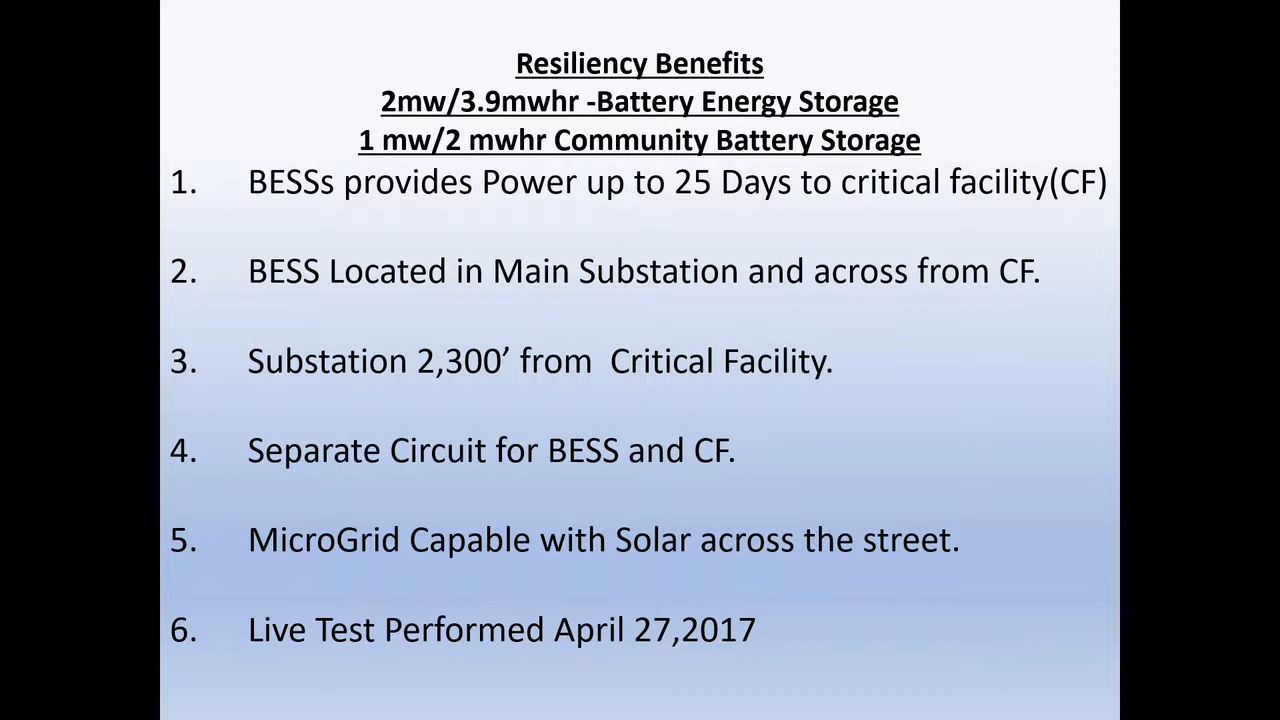 Resiliency Benefits
2mw/3.9mwhr -Battery Energy Storage
1 mw/2 mwhr Community Battery Storage
1. BESSs provides Power up to 25 Days to critical facility(CF)
2. BESS Located in Main Substation and across from CF.
3. Substation 2,300’ from  Critical Facility.
4. Separate Circuit for BESS and CF.
5. MicroGrid Capable with Solar across the street.
6. Live Test Performed April 27,2017